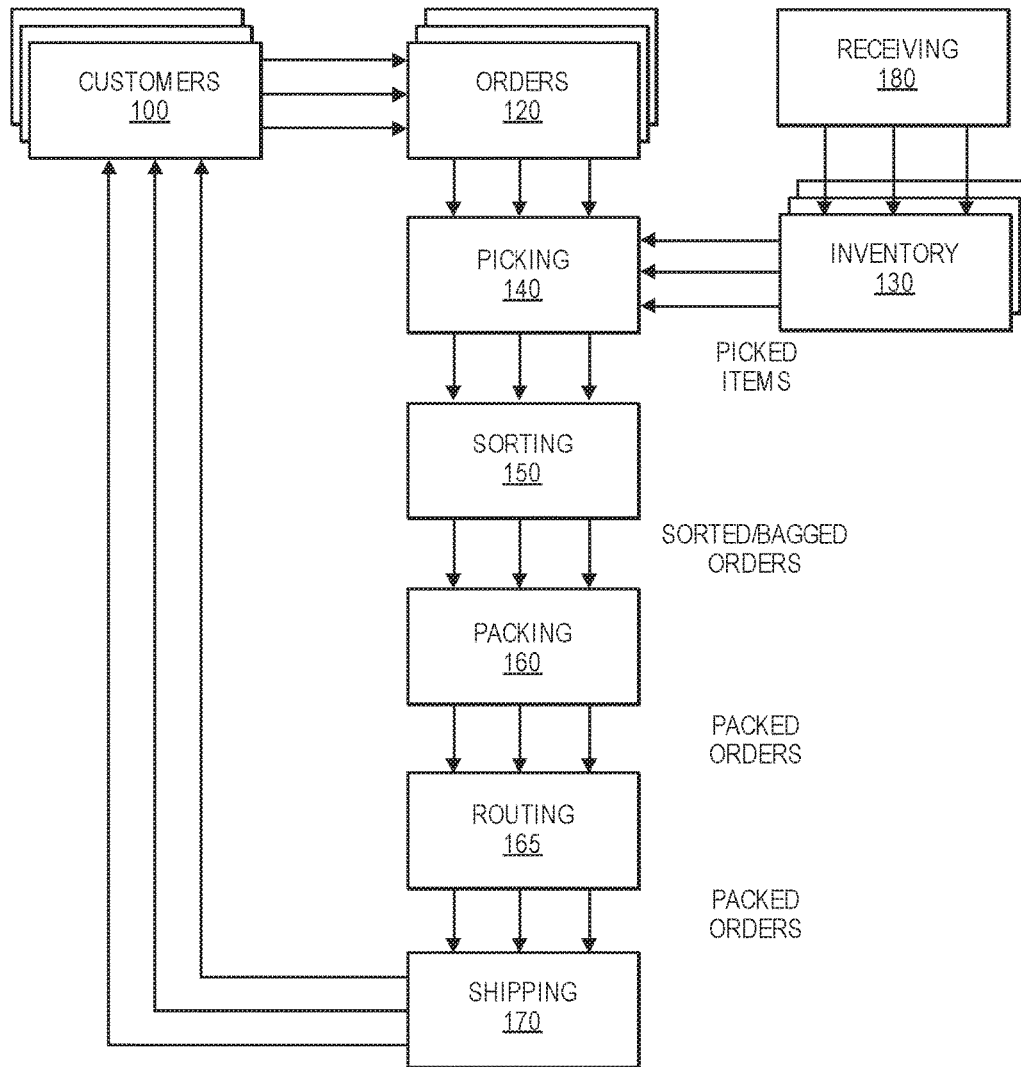 CUSTOMERS
100
ORDERS
120
RECEIVING
180
PICKING
140
INVENTORY
130
PICKED
ITEMS
SORTING
150
SORTED/BAGGED
ORDERS
PACKING
160
PACKED
ORDERS
ROUTING
165
PACKED
ORDERS
SHIPPING
170